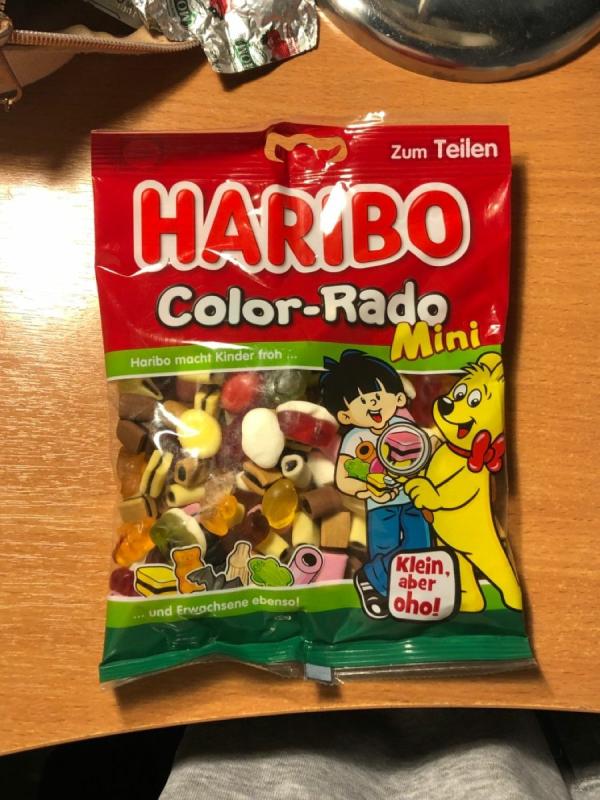 Zum Teilen
HARIBO
Color-Rado
Mini
Haribo macht Kinder froh ...
Klein,
aber
oho!
... und Erwachsene ebenso!